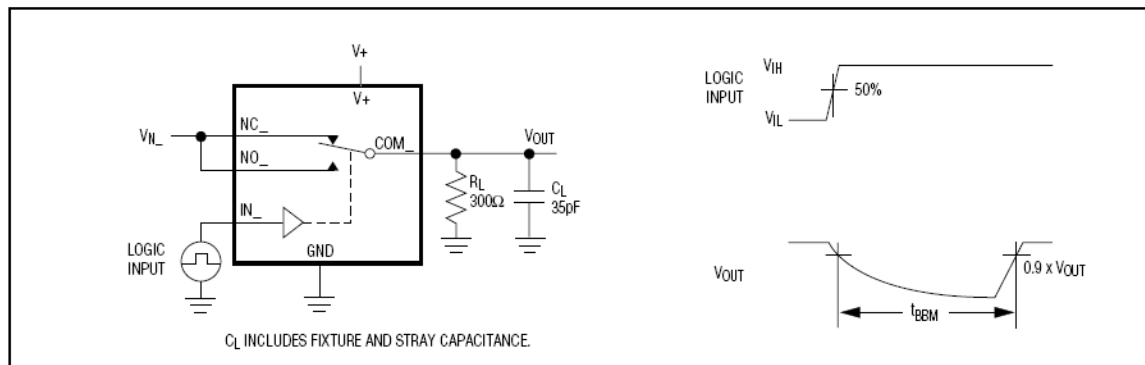 V+
V+
VN_
NC_
NO_
COM_
VOUT
RL
300Ω
CL
35pF
IN_
LOGIC
INPUT
GND
CL INCLUDES FIXTURE AND STRAY CAPACITANCE.
LOGIC
INPUT
VIH
VIL
50%
VOUT
0.9 x VOUT
tBBM